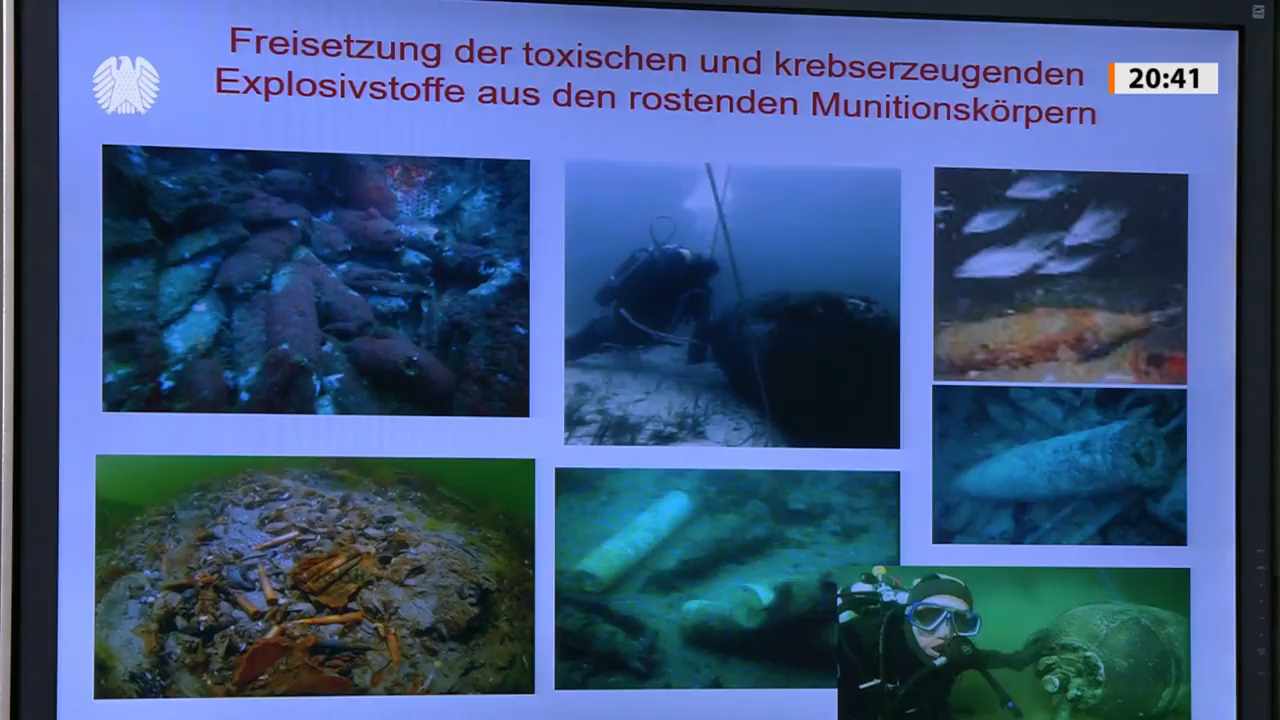 Freisetzung der toxischen und krebserzeugenden
Explosivstoffe aus den rostenden Munitionskörpern
20:41